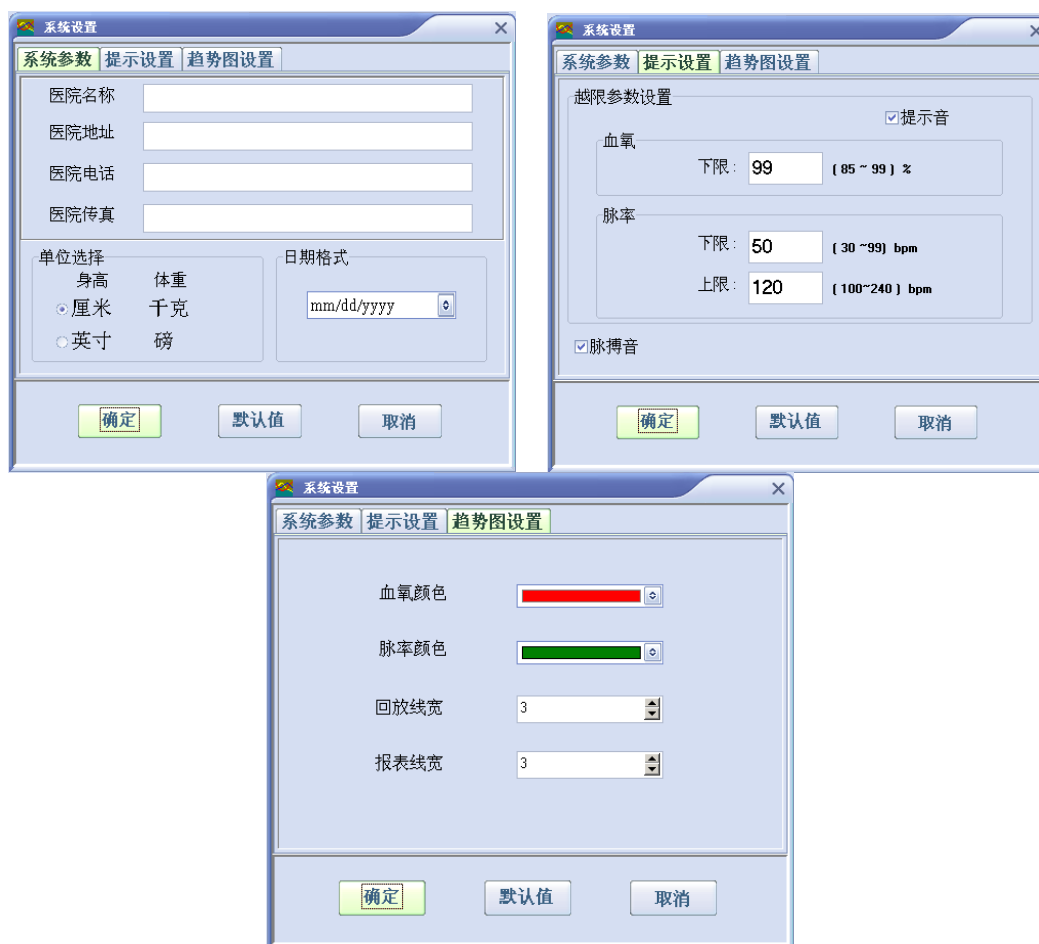 系统设置
系统参数 提示设置 趋势图设置
医院名称
医院地址
医院电话
医院传真
单位选择
身高 体重
厘米 千克
英寸 磅
日期格式
mm/dd/yyyy
确定 默认值 取消
系统设置
系统参数 提示设置 趋势图设置
越限参数设置
提示音
血氧
下限: 99 (85~99) %
脉率
下限: 50 (30~99) bpm
上限: 120 (100~240) bpm
脉搏音
确定 默认值 取消
系统设置
系统参数 提示设置 趋势图设置
血氧颜色
脉率颜色
回放线宽 3
报表线宽 3
确定 默认值 取消